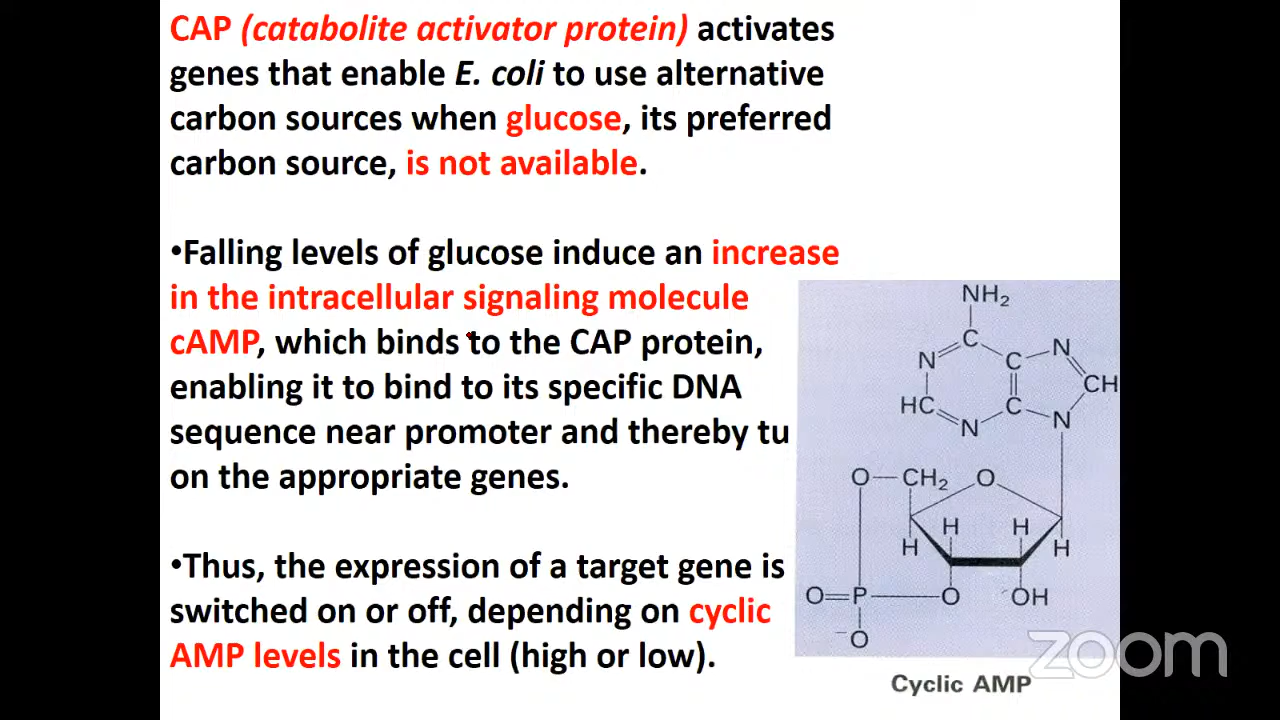 CAP (catabolite activator protein) activates
genes that enable E. coli to use alternative
carbon sources when glucose, its preferred
carbon source, is not available.
•Falling levels of glucose induce an increase
in the intracellular signaling molecule
cAMP, which binds to the CAP protein,
enabling it to bind to its specific DNA
sequence near promoter and thereby tu
on the appropriate genes.
•Thus, the expression of a target gene is
switched on or off, depending on cyclic
AMP levels in the cell (high or low).
NH₂
C
N C N
CH
HC C
N N
O CH₂ O
H H
H H
O P O OH
⁻O
Cyclic AMP
zoom